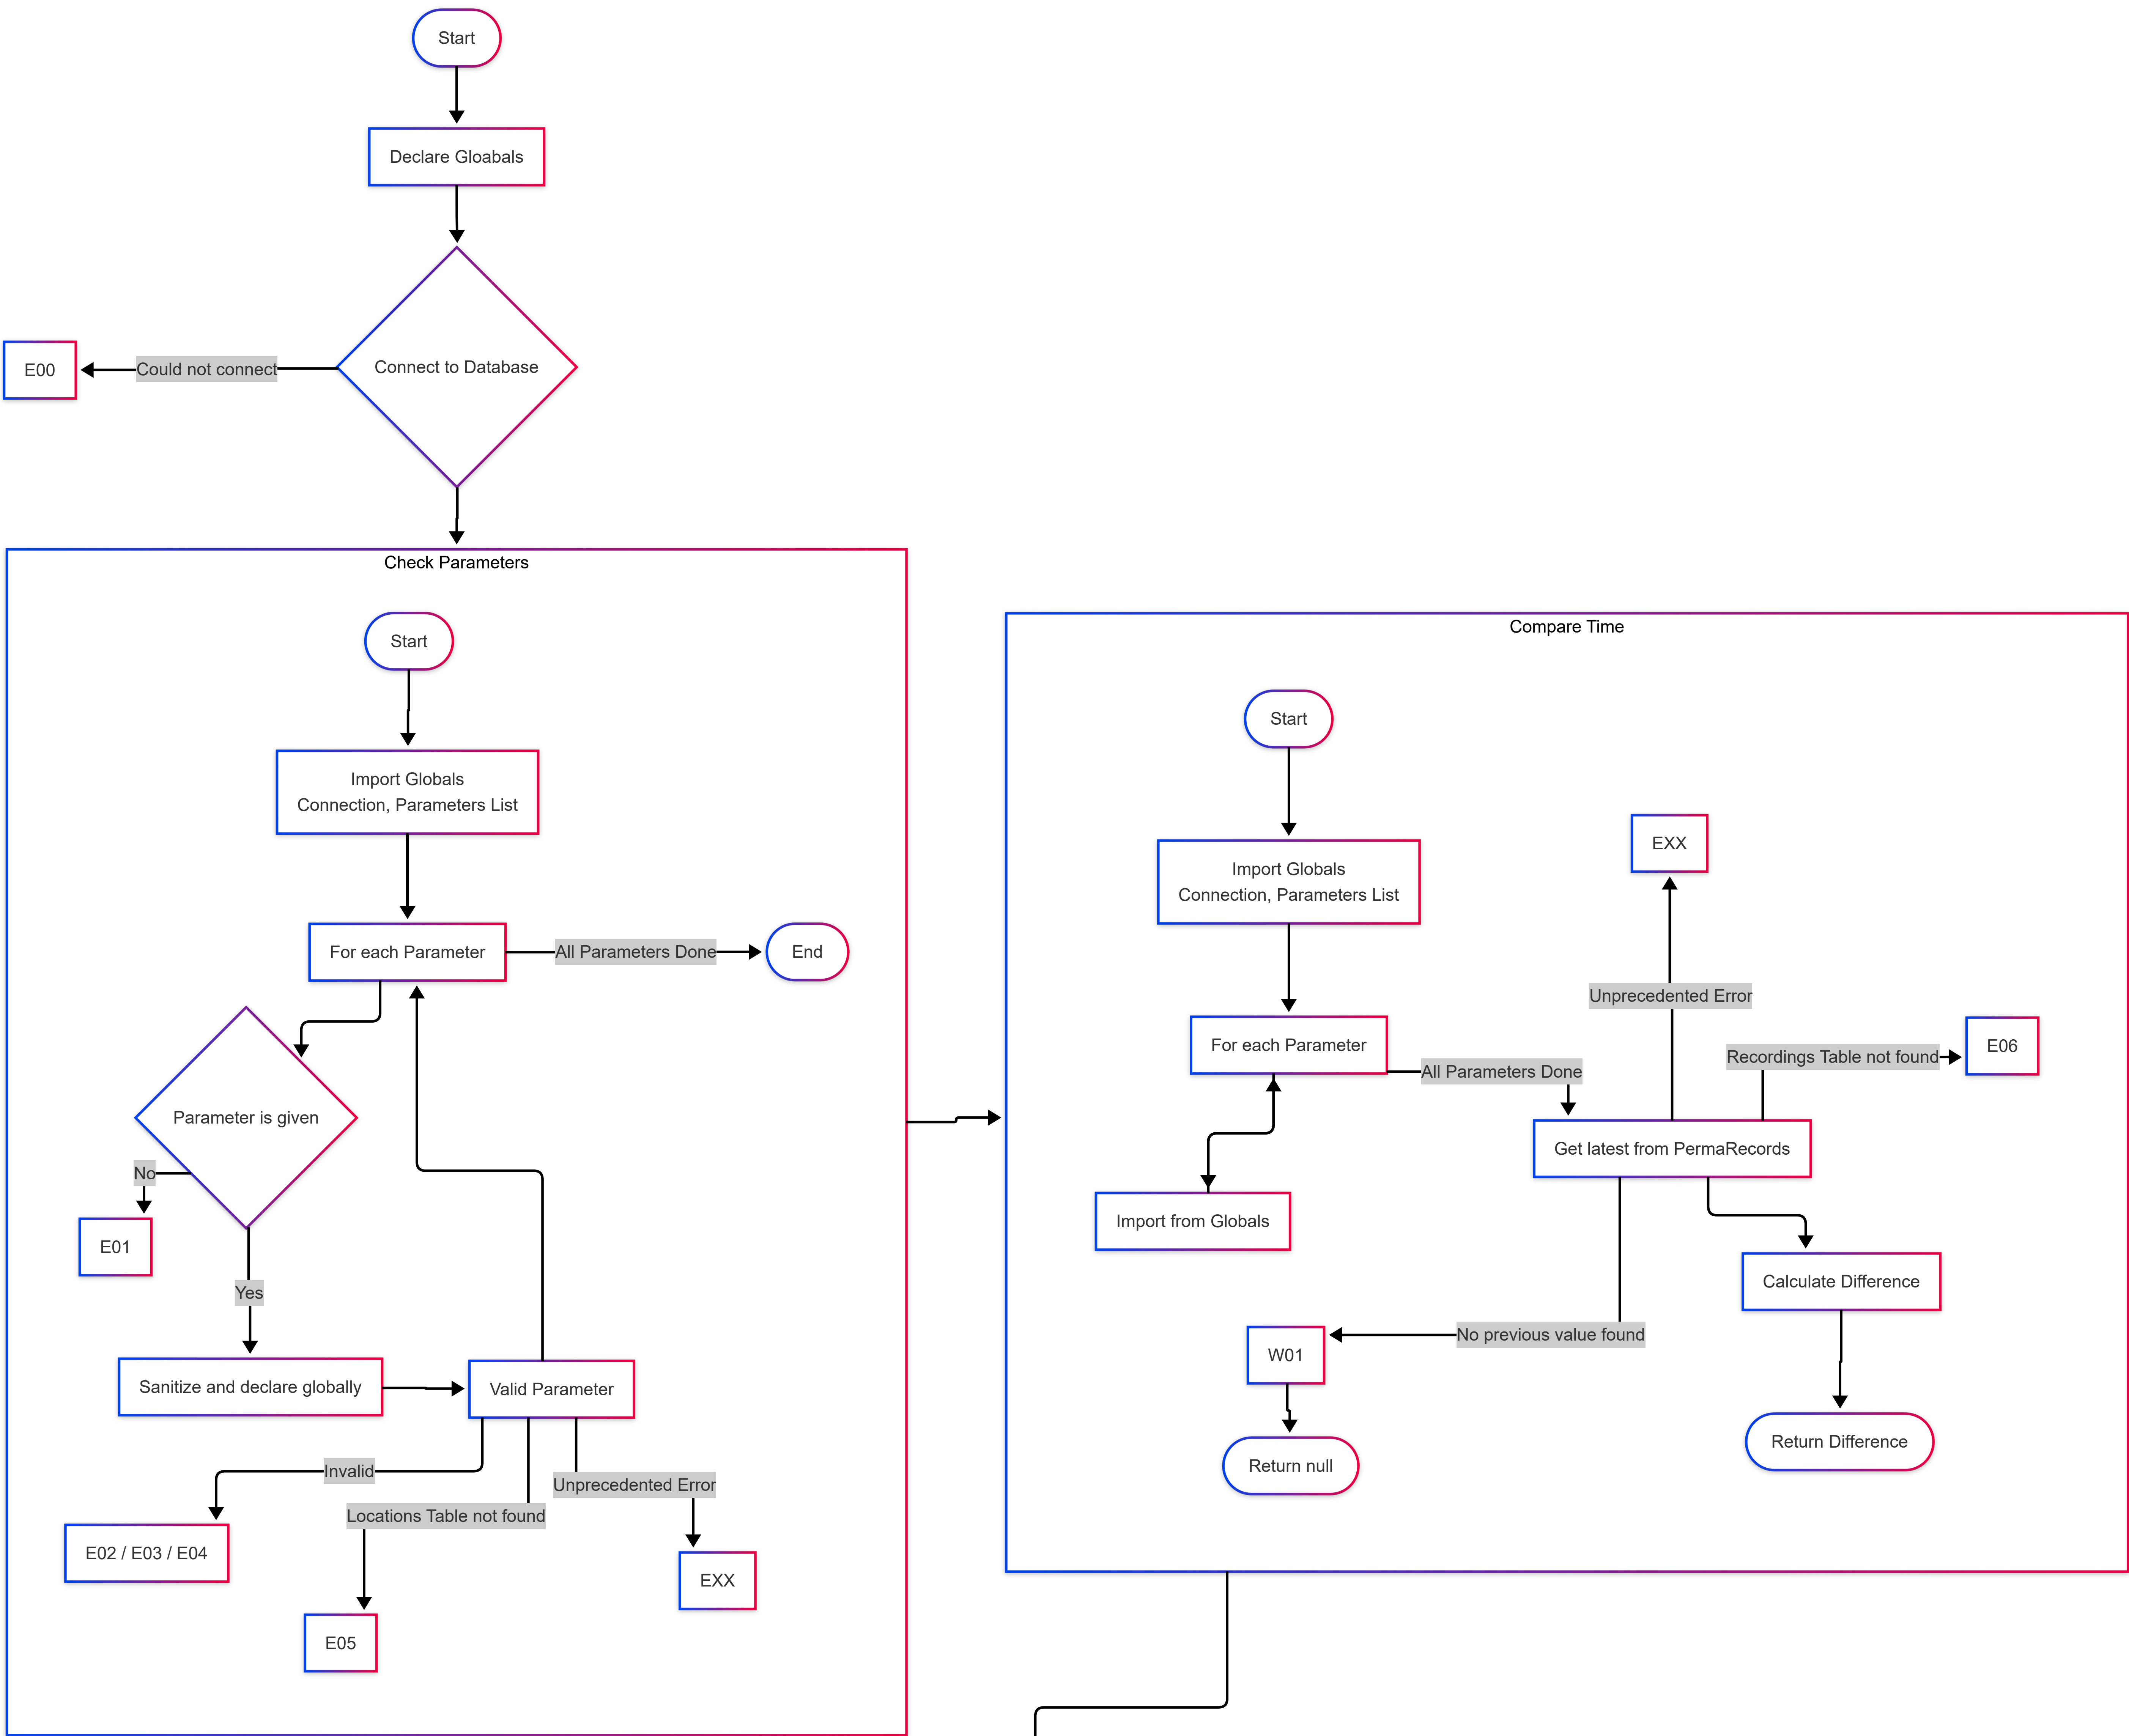 Start
Declare Gloabals
Connect to Database
Could not connect
E00
Check Parameters
Start
Import Globals
Connection, Parameters List
For each Parameter
All Parameters Done
End
Parameter is given
No
E01
Yes
Sanitize and declare globally
Valid Parameter
Invalid
Unprecedented Error
Locations Table not found
E02 / E03 / E04
EXX
E05
Compare Time
Start
Import Globals
Connection, Parameters List
EXX
Unprecedented Error
For each Parameter
All Parameters Done
Recordings Table not found
E06
Get latest from PermaRecords
Import from Globals
Calculate Difference
No previous value found
W01
Return Difference
Return null